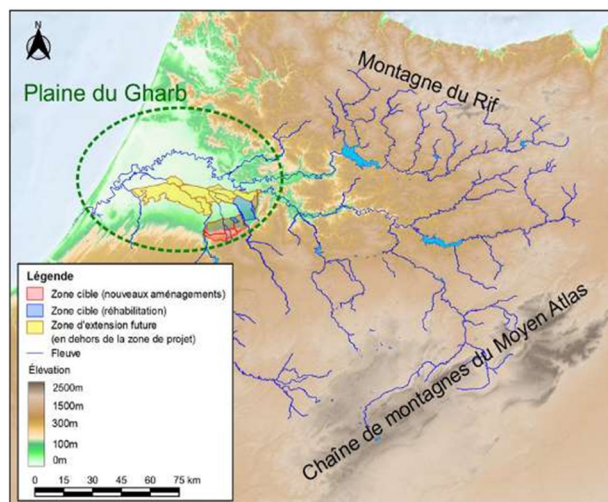 N
Montagne du Rif
Plaine du Gharb
Chaîne de montagnes du Moyen Atlas
Légende
Zone cible (nouveaux aménagements)
Zone cible (réhabilitation)
Zone d'extension future
(en dehors de la zone de projet)
Fleuve
Élévation
2500m
1500m
300m
100m
0m
0 15 30 45 60 75 km